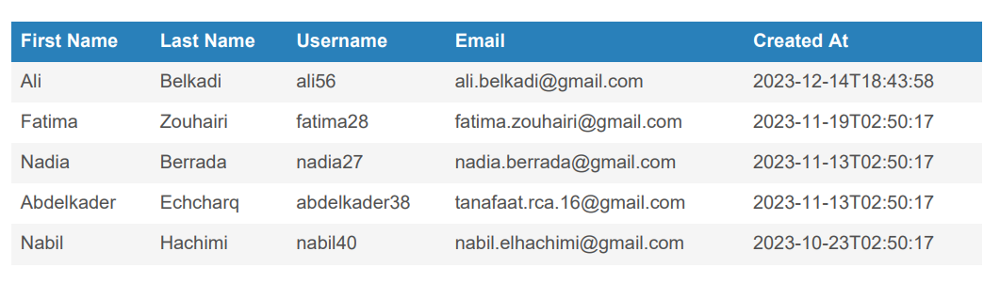 First Name Last Name Username Email Created At
Ali Belkadi ali56 ali.belkadi@gmail.com 2023-12-14T18:43:58
Fatima Zouhairi fatima28 fatima.zouhairi@gmail.com 2023-11-19T02:50:17
Nadia Berrada nadia27 nadia.berrada@gmail.com 2023-11-13T02:50:17
Abdelkader Echcharq abdelkader38 tanafaat.rca.16@gmail.com 2023-11-13T02:50:17
Nabil Hachimi nabil40 nabil.elhachimi@gmail.com 2023-10-23T02:50:17